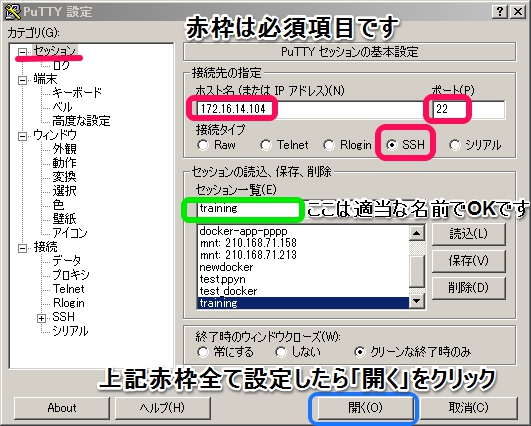 PuTTY 設定
赤枠は必須項目です
カテゴリ(G):
セッション
ログ
端末
キーボード
ベル
高度な設定
ウィンドウ
外観
動作
変換
選択
色
壁紙
アイコン
接続
データ
プロキシ
Telnet
Rlogin
SSH
シリアル
PuTTY セッションの基本設定
接続先の指定
ホスト名 (または IP アドレス)(N) ポート(P)
172.16.14.104 22
接続タイプ
Raw Telnet Rlogin SSH シリアル
セッションの読込、保存、削除
セッション一覧(E)
training ここは適当な名前でOKです
docker-app-pppp
mnt: 210.168.71.158
mnt: 210.168.71.213
newdocker
test.ppyn
test_docker
training
読込(L)
保存(V)
削除(D)
終了時のウィンドウクローズ(W):
常にする しない クリーンな終了時のみ
上記赤枠全て設定したら「開く」をクリック
About ヘルプ(H) 開く(O) 取消(C)